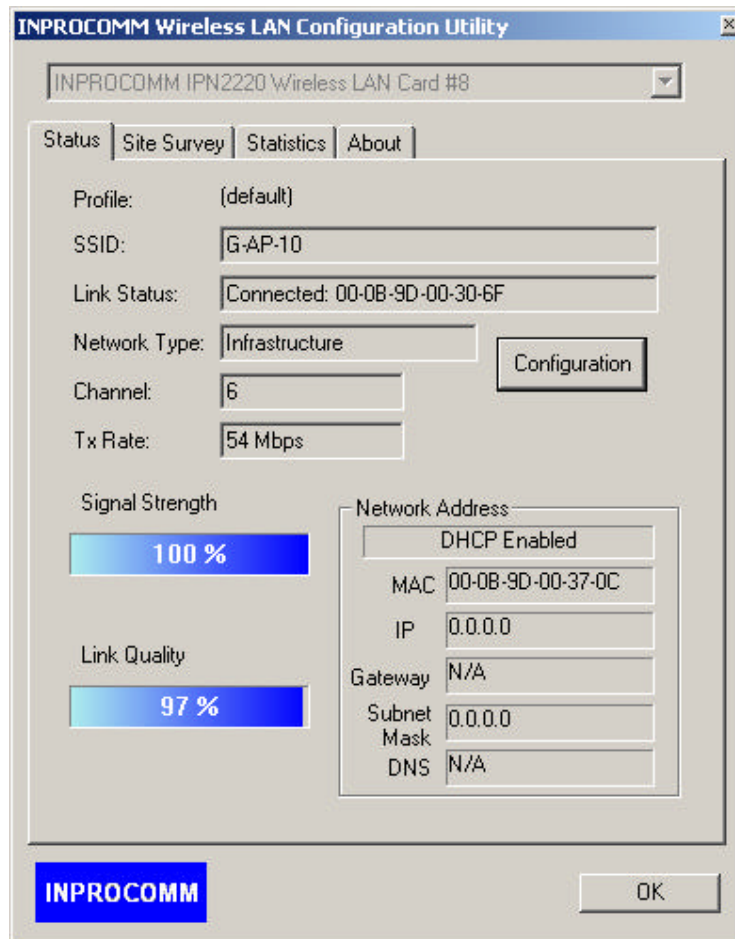 INPROCOMM Wireless LAN Configuration Utility
INPROCOMM IPN2220 Wireless LAN Card #8
Status Site Survey Statistics About
Profile: (default)
SSID: G-AP-10
Link Status: Connected: 00-0B-9D-00-30-6F
Network Type: Infrastructure
Configuration
Channel: 6
Tx Rate: 54 Mbps
Signal Strength
100 %
Link Quality
97 %
Network Address
DHCP Enabled
MAC 00-0B-9D-00-37-0C
IP 0.0.0.0
Gateway N/A
Subnet
Mask 0.0.0.0
DNS N/A
INPROCOMM
OK